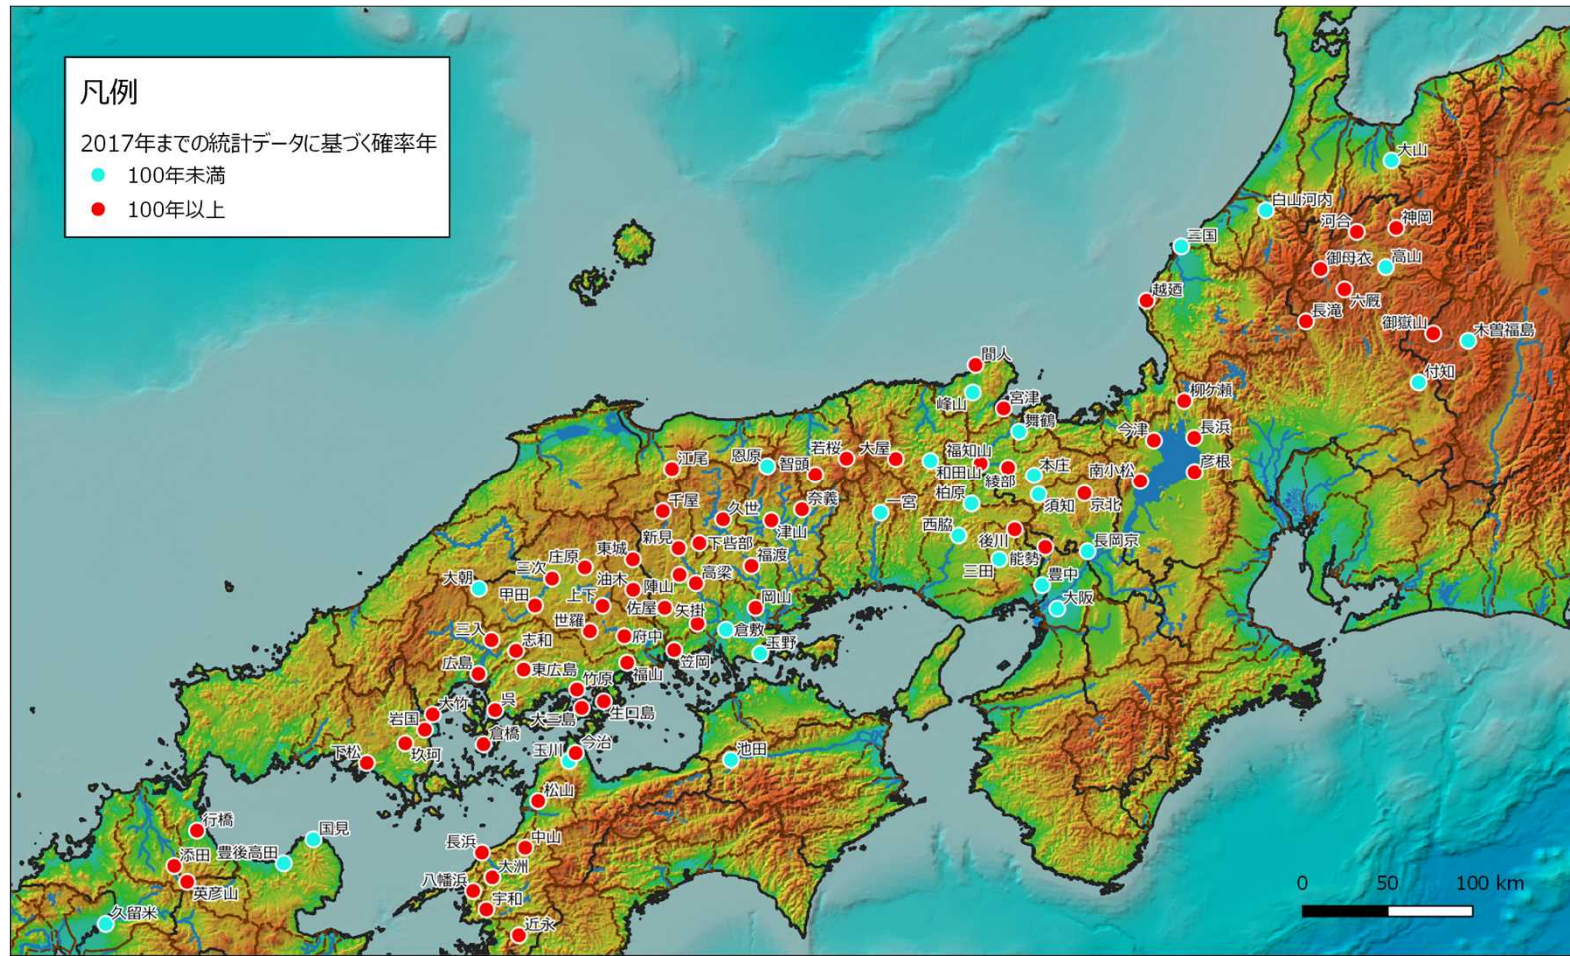 凡例
2017年までの統計データに基づく確率年
100年未満
100年以上
大山
白山河内
河合
神岡
三国
御母衣
高山
越廼
六厩
長滝
御嶽山
木曽福島
付知
間人
峰山
宮津
舞鶴
柳ケ瀬
今津
長浜
彦根
南小松
若桜
大屋
福知山
和田山
綾部
本庄
須知
京北
江尾
恩原
智頭
千屋
久世
津山
奈義
一宮
柏原
西脇
後川
能勢
長岡京
三田
豊中
大阪
新見
下呰部
福渡
東城
庄原
三次
大朝
甲田
油木
上下
陣山
高梁
佐屋
矢掛
岡山
倉敷
玉野
世羅
府中
笠岡
福山
三入
志和
広島
東広島
竹原
呉
大三島
生口島
大竹
岩国
玖珂
倉橋
下松
玉川
今治
池田
松山
中山
長浜
大洲
八幡浜
宇和
近永
行橋
国見
豊後高田
添田
英彦山
久留米
0 50 100 km